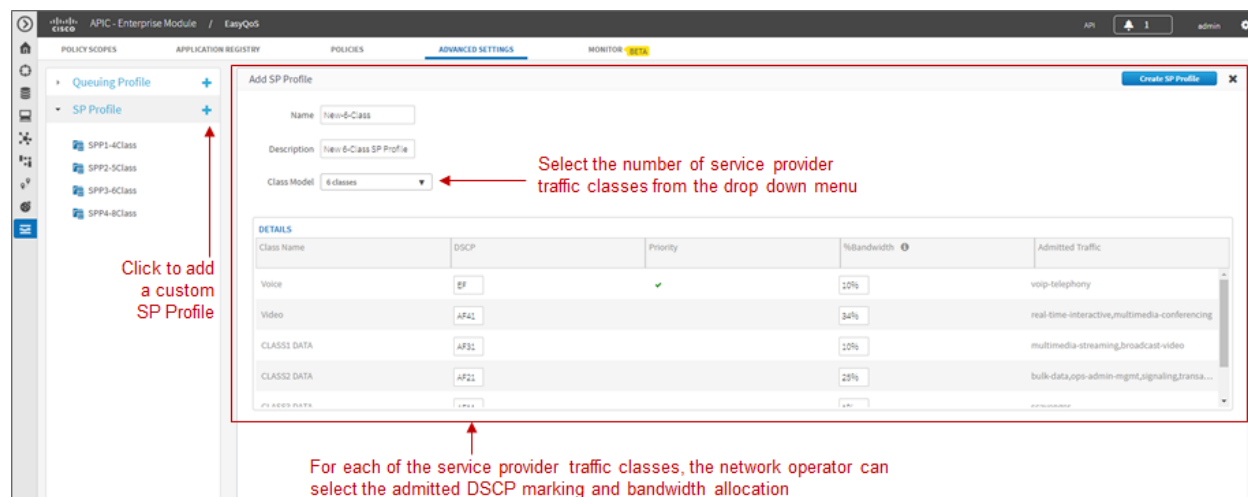 cisco APIC - Enterprise Module / EasyQoS API 1 admin
POLICY SCOPES APPLICATION REGISTRY POLICIES ADVANCED SETTINGS MONITOR BETA
Queuing Profile +
SP Profile +
SPP1-4Class
SPP2-5Class
SPP3-6Class
SPP4-8Class
Click to add
a custom
SP Profile
Add SP Profile Create SP Profile
Name New-6-Class
Description New 6-Class SP Profile
Class Model 6 classes
Select the number of service provider
traffic classes from the drop down menu
DETAILS
Class Name DSCP Priority %Bandwidth Admitted Traffic
Voice EF 10% voip-telephony
Video AF41 34% real-time-interactive,multimedia-conferencing
CLASS1 DATA AF31 10% multimedia-streaming,broadcast-video
CLASS2 DATA AF21 25% bulk-data,ops-admin-mgmt,signaling,transa...
CLASS3 DATA
For each of the service provider traffic classes, the network operator can
select the admitted DSCP marking and bandwidth allocation